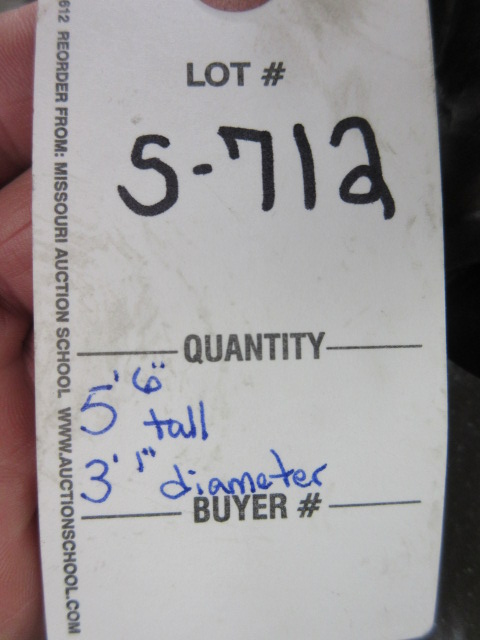 LOT #
S-712
QUANTITY
5' 6" tall
3' 1" diameter
BUYER #
612 REORDER FROM: MISSOURI AUCTION SCHOOL WWW.AUCTIONSCHOOL.COM